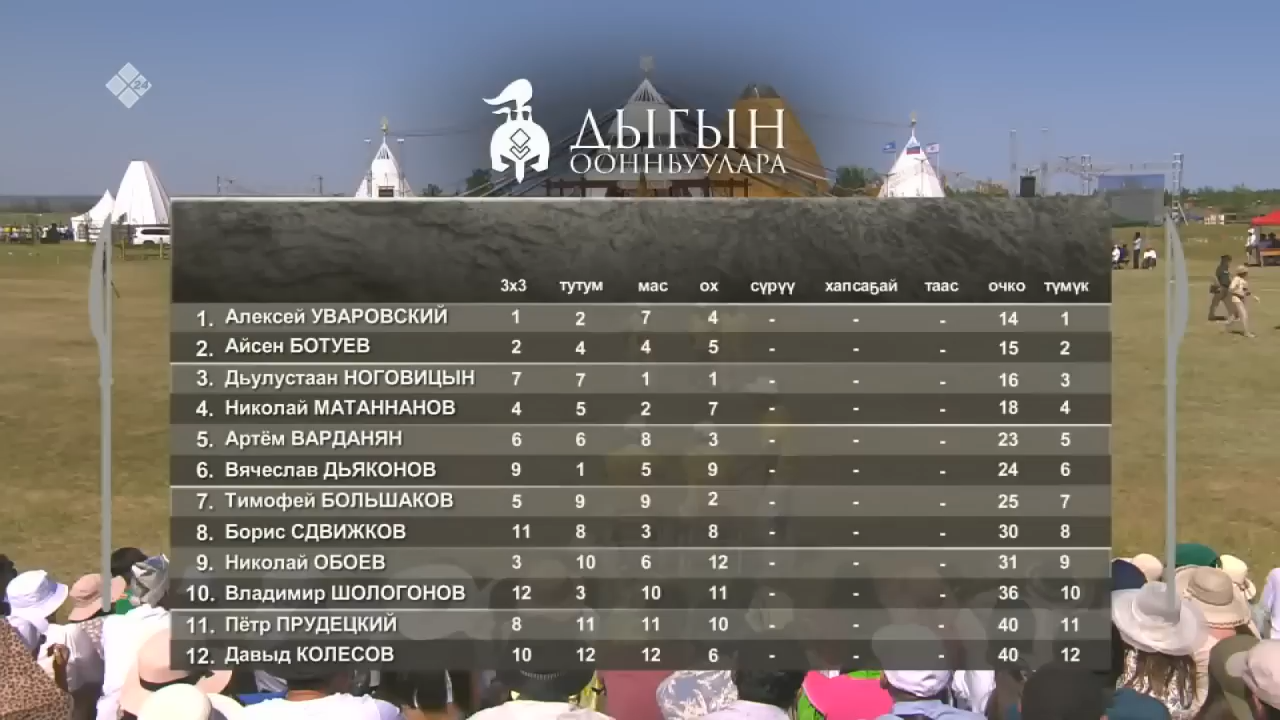 24
ДЫГЫН
ООННЬУУЛАРА
3х3 тутум мас ох сүрүү хапсаҕай таас очко түмүк
1. Алексей УВАРОВСКИЙ 1 2 7 4 - - - 14 1
2. Айсен БОТУЕВ 2 4 4 5 - - - 15 2
3. Дьулустаан НОГОВИЦЫН 7 7 1 1 - - - 16 3
4. Николай МАТАННАНОВ 4 5 2 7 - - - 18 4
5. Артём ВАРДАНЯН 6 6 8 3 - - - 23 5
6. Вячеслав ДЬЯКОНОВ 9 1 5 9 - - - 24 6
7. Тимофей БОЛЬШАКОВ 5 9 9 2 - - - 25 7
8. Борис СДВИЖКОВ 11 8 3 8 - - - 30 8
9. Николай ОБОЕВ 3 10 6 12 - - - 31 9
10. Владимир ШОЛОГОНОВ 12 3 10 11 - - - 36 10
11. Пётр ПРУДЕЦКИЙ 8 11 11 10 - - - 40 11
12. Давыд КОЛЕСОВ 10 12 12 6 - - - 40 12